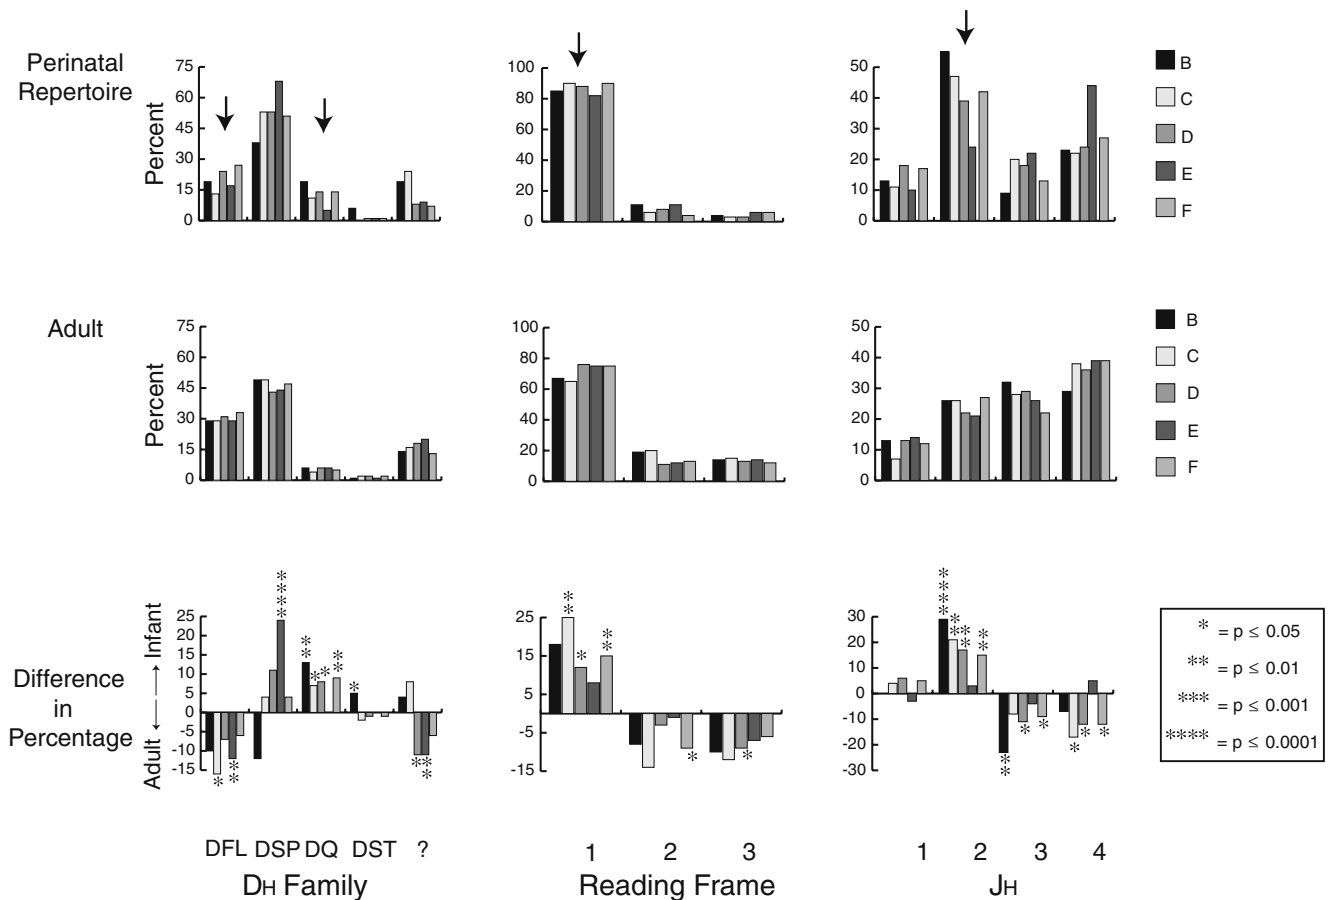 Perinatal
Repertoire
Percent
75
60
45
30
15
0
100
80
60
40
20
0
50
40
30
20
10
0
B
C
D
E
F
Adult
Percent
75
60
45
30
15
0
100
80
60
40
20
0
50
40
30
20
10
0
B
C
D
E
F
Difference
in
Percentage
Adult ←—→ Infant
25
20
15
10
5
0
-5
-10
-15
****
**
*
*
**
*
*
**
*
**
25
15
5
-5
-15
**
*
**
*
*
30
20
10
0
-10
-20
-30
****
**
**
**
**
*
*
*
*
*
* = p ≤ 0.05
** = p ≤ 0.01
*** = p ≤ 0.001
**** = p ≤ 0.0001
DFL DSP DQ DST ?
DH Family
1 2 3
Reading Frame
1 2 3 4
JH